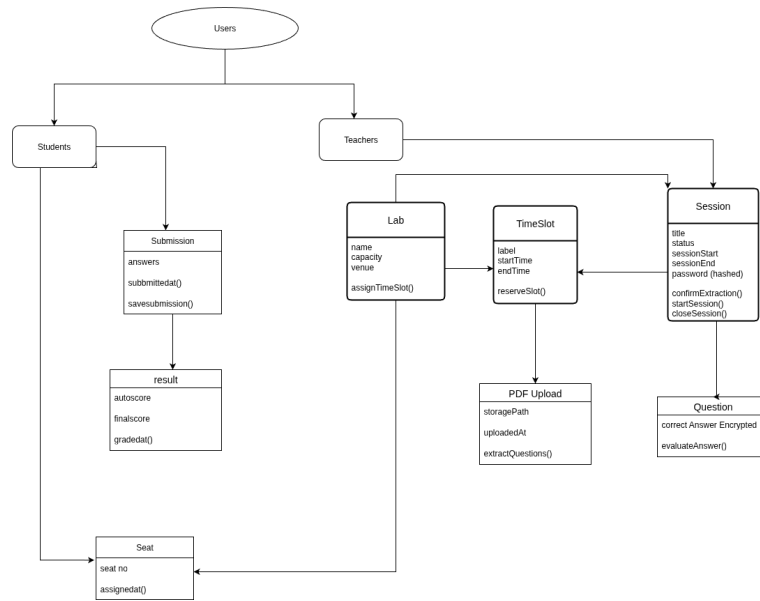 Users
Students
Teachers
Submission
answers
subbmittedat()
savesubmission()
result
autoscore
finalscore
gradedat()
Seat
seat no
assignedat()
Lab
name
capacity
venue
assignTimeSlot()
TimeSlot
label
startTime
endTime
reserveSlot()
PDF Upload
storagePath
uploadedAt
extractQuestions()
Session
title
status
sessionStart
sessionEnd
password (hashed)
confirmExtraction()
startSession()
closeSession()
Question
correct Answer Encrypted
evaluateAnswer()